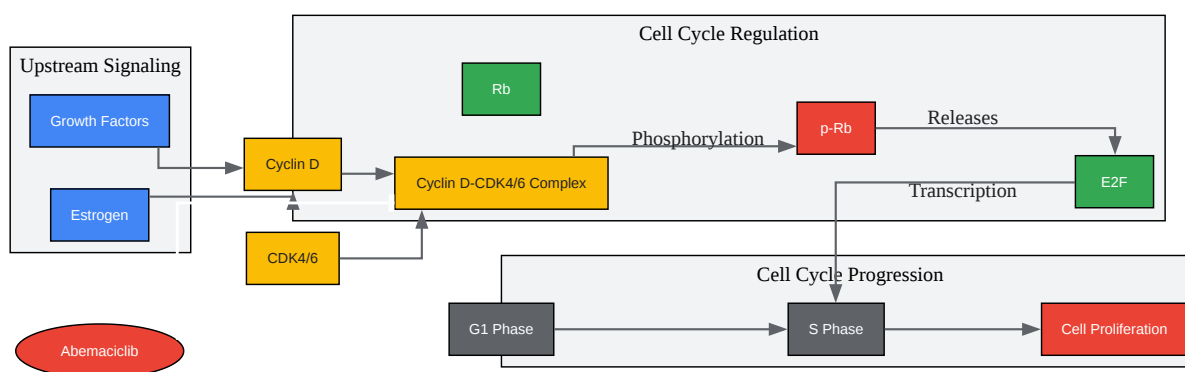 Cell Cycle Regulation
Upstream Signaling
Rb
Growth Factors
p-Rb
Releases
Phosphorylation
Cyclin D
Cyclin D-CDK4/6 Complex
E2F
Transcription
Estrogen
CDK4/6
Cell Cycle Progression
G1 Phase
S Phase
Cell Proliferation
Abemaciclib